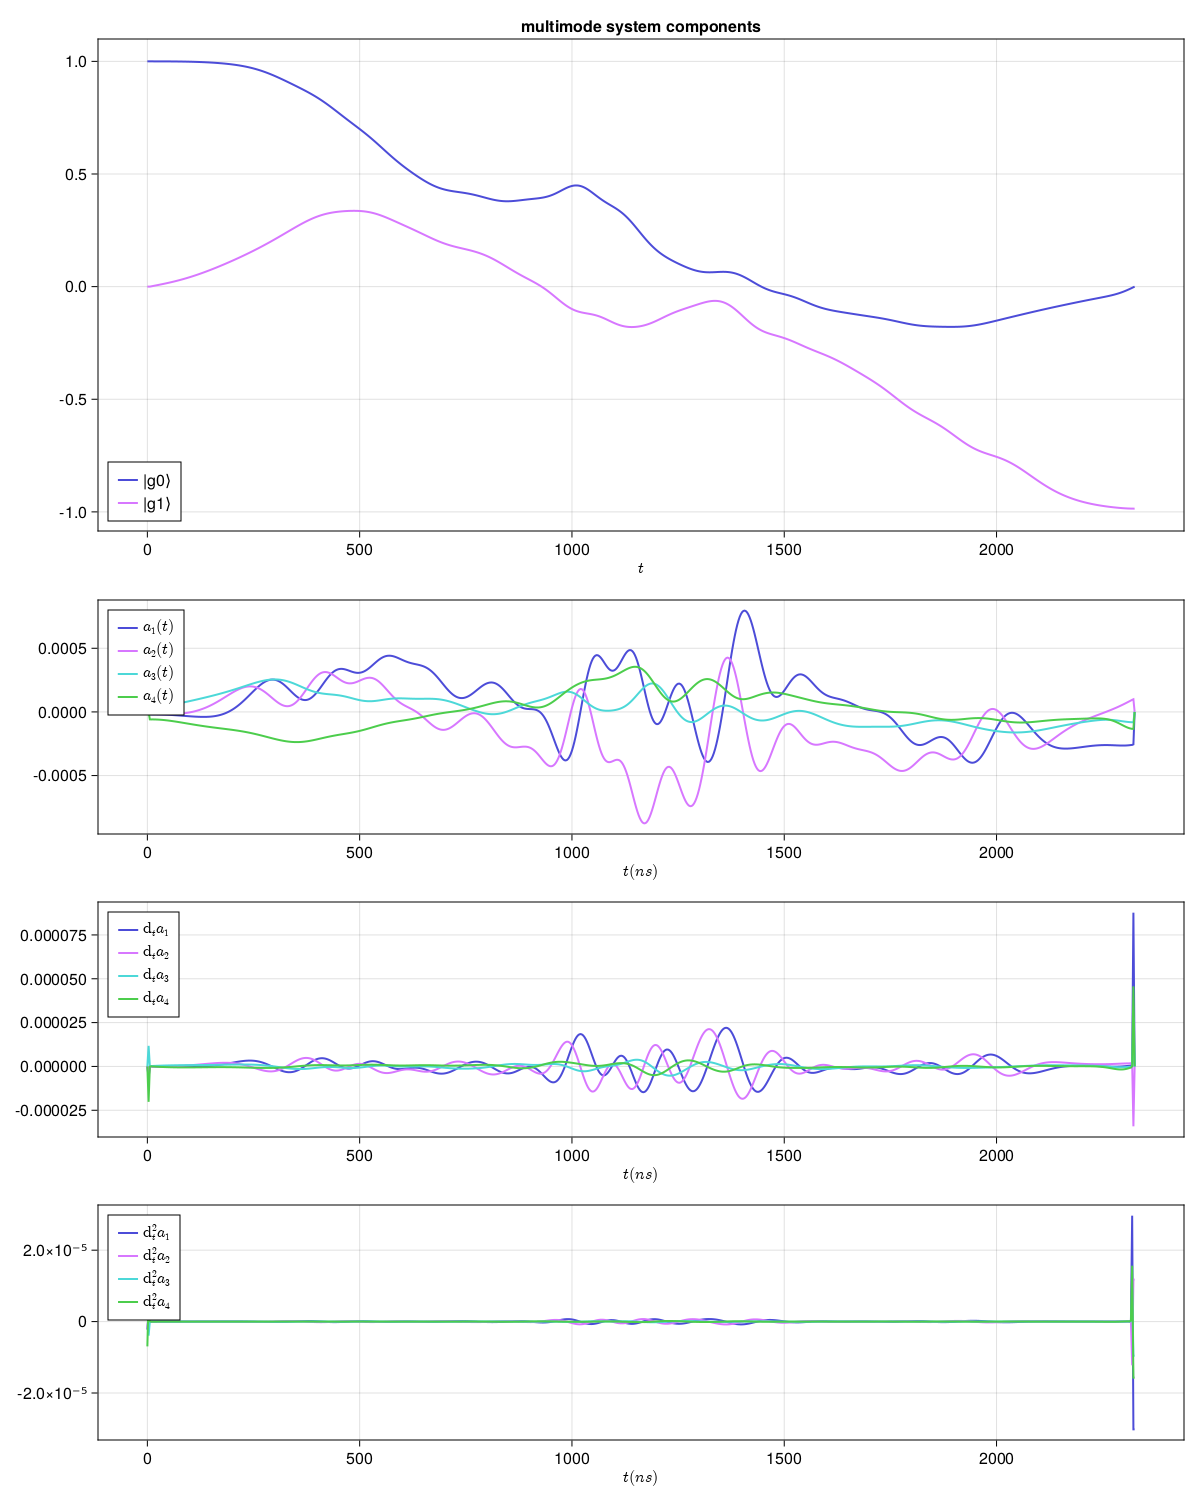 multimode system components
1.0
0.5
0.0
-0.5
-1.0
|g0⟩
|g1⟩
0 500 1000 1500 2000
t
0.0005
0.0000
-0.0005
a₁(t)
a₂(t)
a₃(t)
a₄(t)
0 500 1000 1500 2000
t(ns)
0.000075
0.000050
0.000025
0.000000
-0.000025
dₜa₁
dₜa₂
dₜa₃
dₜa₄
0 500 1000 1500 2000
t(ns)
2.0×10⁻⁵
0
-2.0×10⁻⁵
dₜ²a₁
dₜ²a₂
dₜ²a₃
dₜ²a₄
0 500 1000 1500 2000
t(ns)